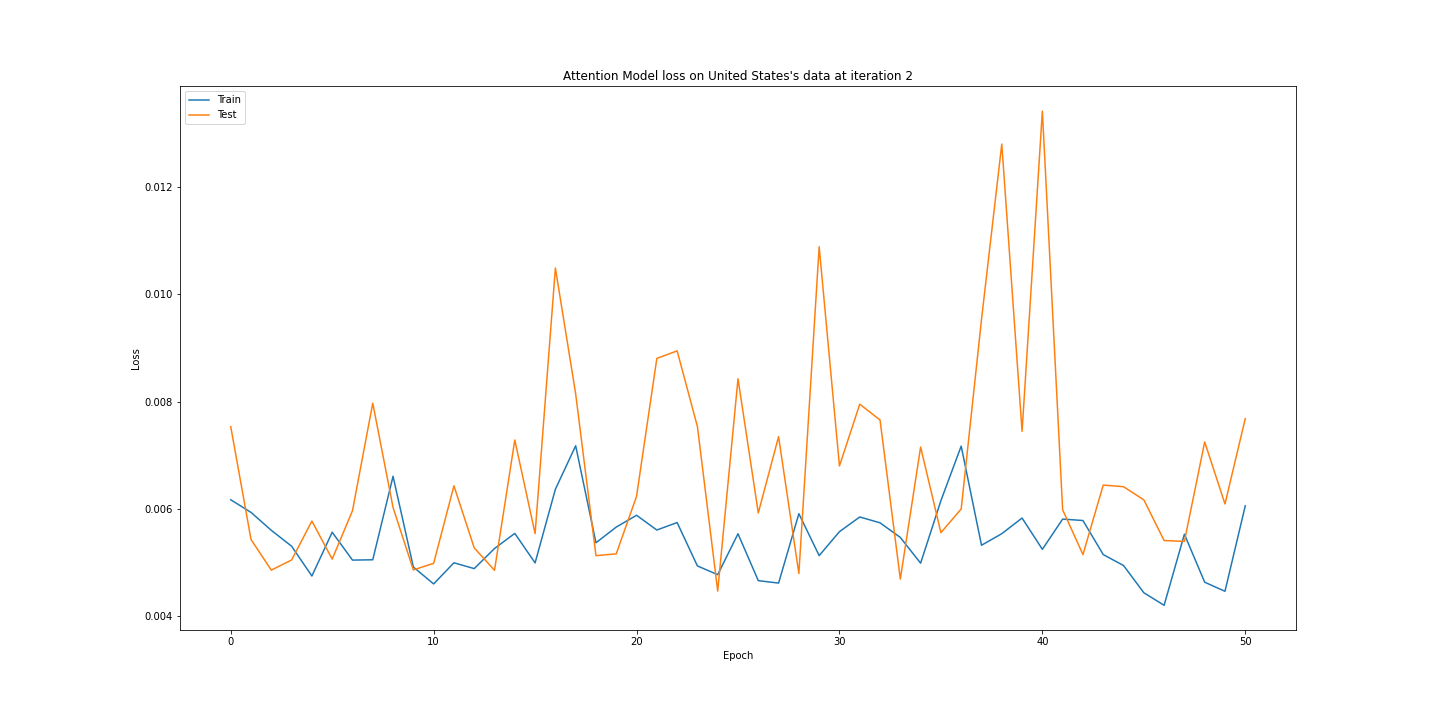 Attention Model loss on United States's data at iteration 2
Train
Test
0.012
0.010
0.008
0.006
0.004
Loss
0 10 20 30 40 50
Epoch